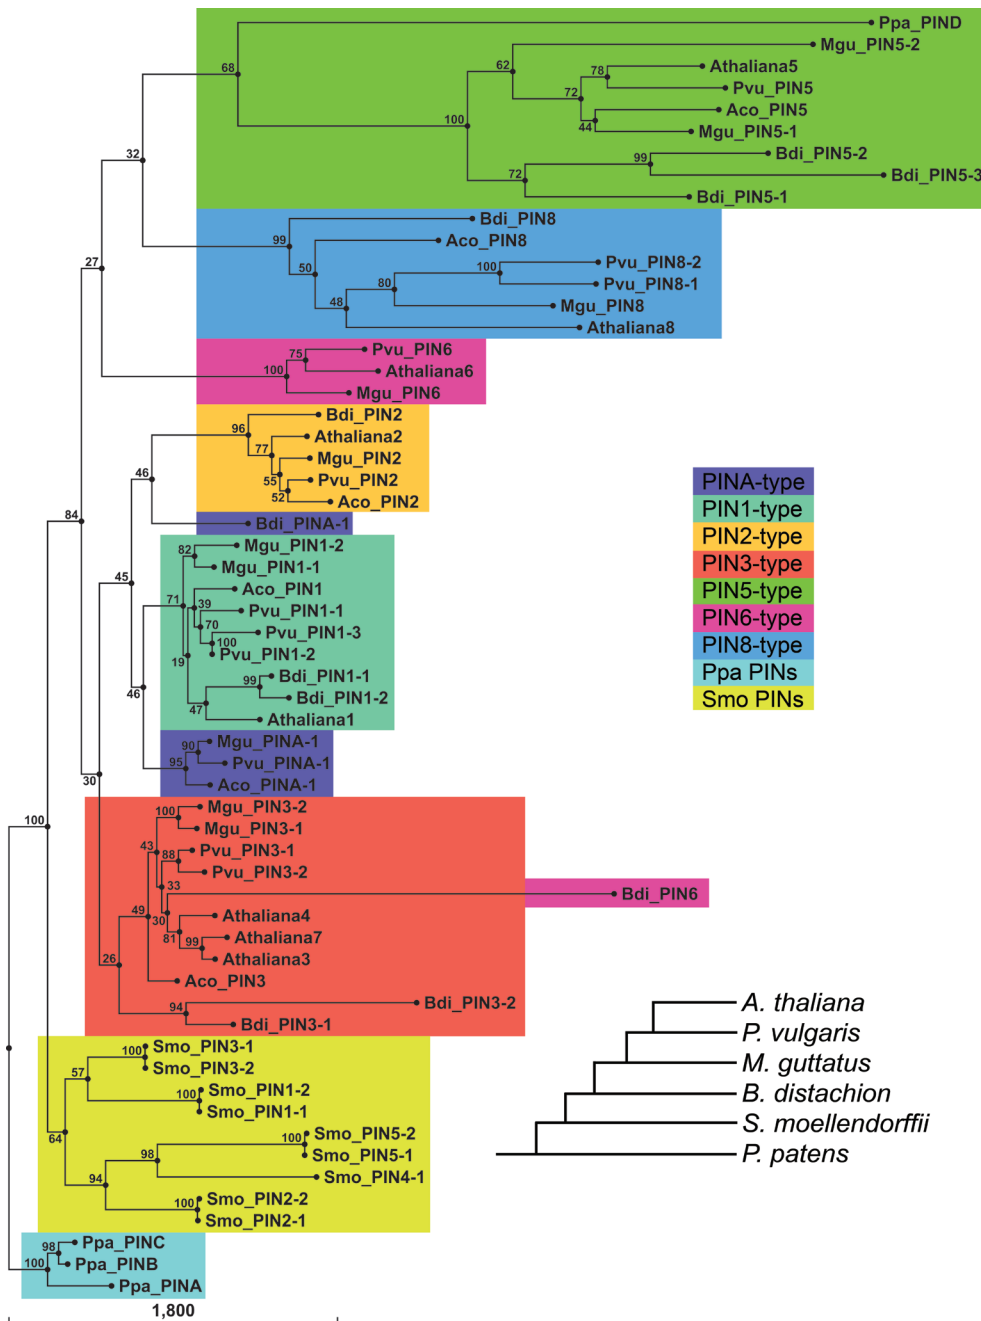 Ppa_PIND
Mgu_PIN5-2
62
68
78
Athaliana5
Pvu_PIN5
72
Aco_PIN5
100
44
Mgu_PIN5-1
Bdi_PIN5-2
32
99
Bdi_PIN5-3
72
Bdi_PIN5-1
Bdi_PIN8
99
Aco_PIN8
27
50
Pvu_PIN8-2
100
Pvu_PIN8-1
80
48
Mgu_PIN8
Athaliana8
Pvu_PIN6
75
100
Athaliana6
Mgu_PIN6
Bdi_PIN2
96
Athaliana2
77
Mgu_PIN2
46
55
Pvu_PIN2
52
Aco_PIN2
84
Bdi_PINA-1
Mgu_PIN1-2
82
Mgu_PIN1-1
45
Aco_PIN1
71
39
Pvu_PIN1-1
70
Pvu_PIN1-3
100
Pvu_PIN1-2
19
Bdi_PIN1-1
99
46
Bdi_PIN1-2
47
Athaliana1
Mgu_PINA-1
90
95
Pvu_PINA-1
30
Aco_PINA-1
Mgu_PIN3-2
100
100
Mgu_PIN3-1
43
Pvu_PIN3-1
88
Pvu_PIN3-2
33
Bdi_PIN6
49
30
Athaliana4
81
Athaliana7
99
26
Athaliana3
Aco_PIN3
Bdi_PIN3-2
94
Bdi_PIN3-1
Smo_PIN3-1
100
Smo_PIN3-2
57
Smo_PIN1-2
100
Smo_PIN1-1
64
Smo_PIN5-2
100
Smo_PIN5-1
98
Smo_PIN4-1
94
Smo_PIN2-2
100
Smo_PIN2-1
Ppa_PINC
98
Ppa_PINB
100
Ppa_PINA
1,800
PINA-type
PIN1-type
PIN2-type
PIN3-type
PIN5-type
PIN6-type
PIN8-type
Ppa PINs
Smo PINs
A. thaliana
P. vulgaris
M. guttatus
B. distachion
S. moellendorffii
P. patens